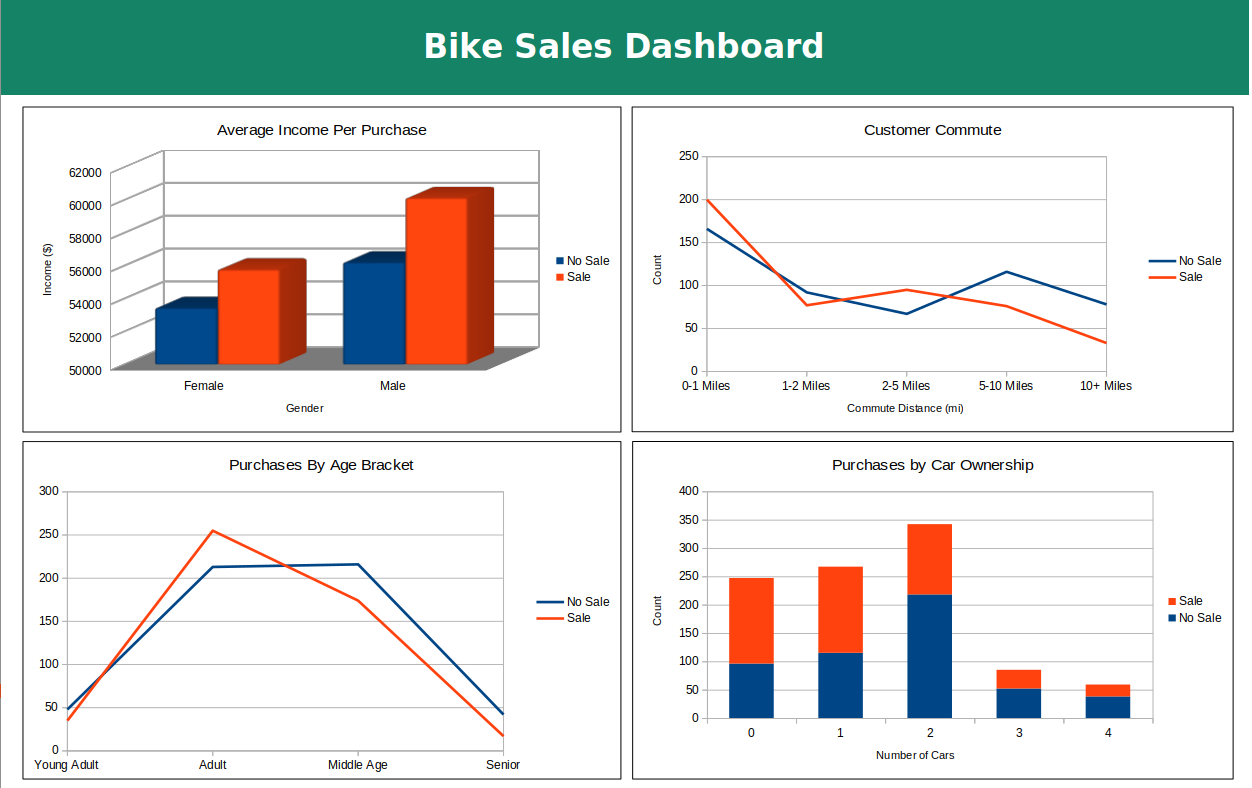 Bike Sales Dashboard
Average Income Per Purchase
62000
60000
58000
56000
54000
52000
50000
Income ($)
Female Male
Gender
No Sale
Sale
Customer Commute
250
200
150
100
50
0
Count
0-1 Miles 1-2 Miles 2-5 Miles 5-10 Miles 10+ Miles
Commute Distance (mi)
No Sale
Sale
Purchases By Age Bracket
300
250
200
150
100
50
0
Young Adult Adult Middle Age Senior
No Sale
Sale
Purchases by Car Ownership
400
350
300
250
200
150
100
50
0
Count
0 1 2 3 4
Number of Cars
Sale
No Sale